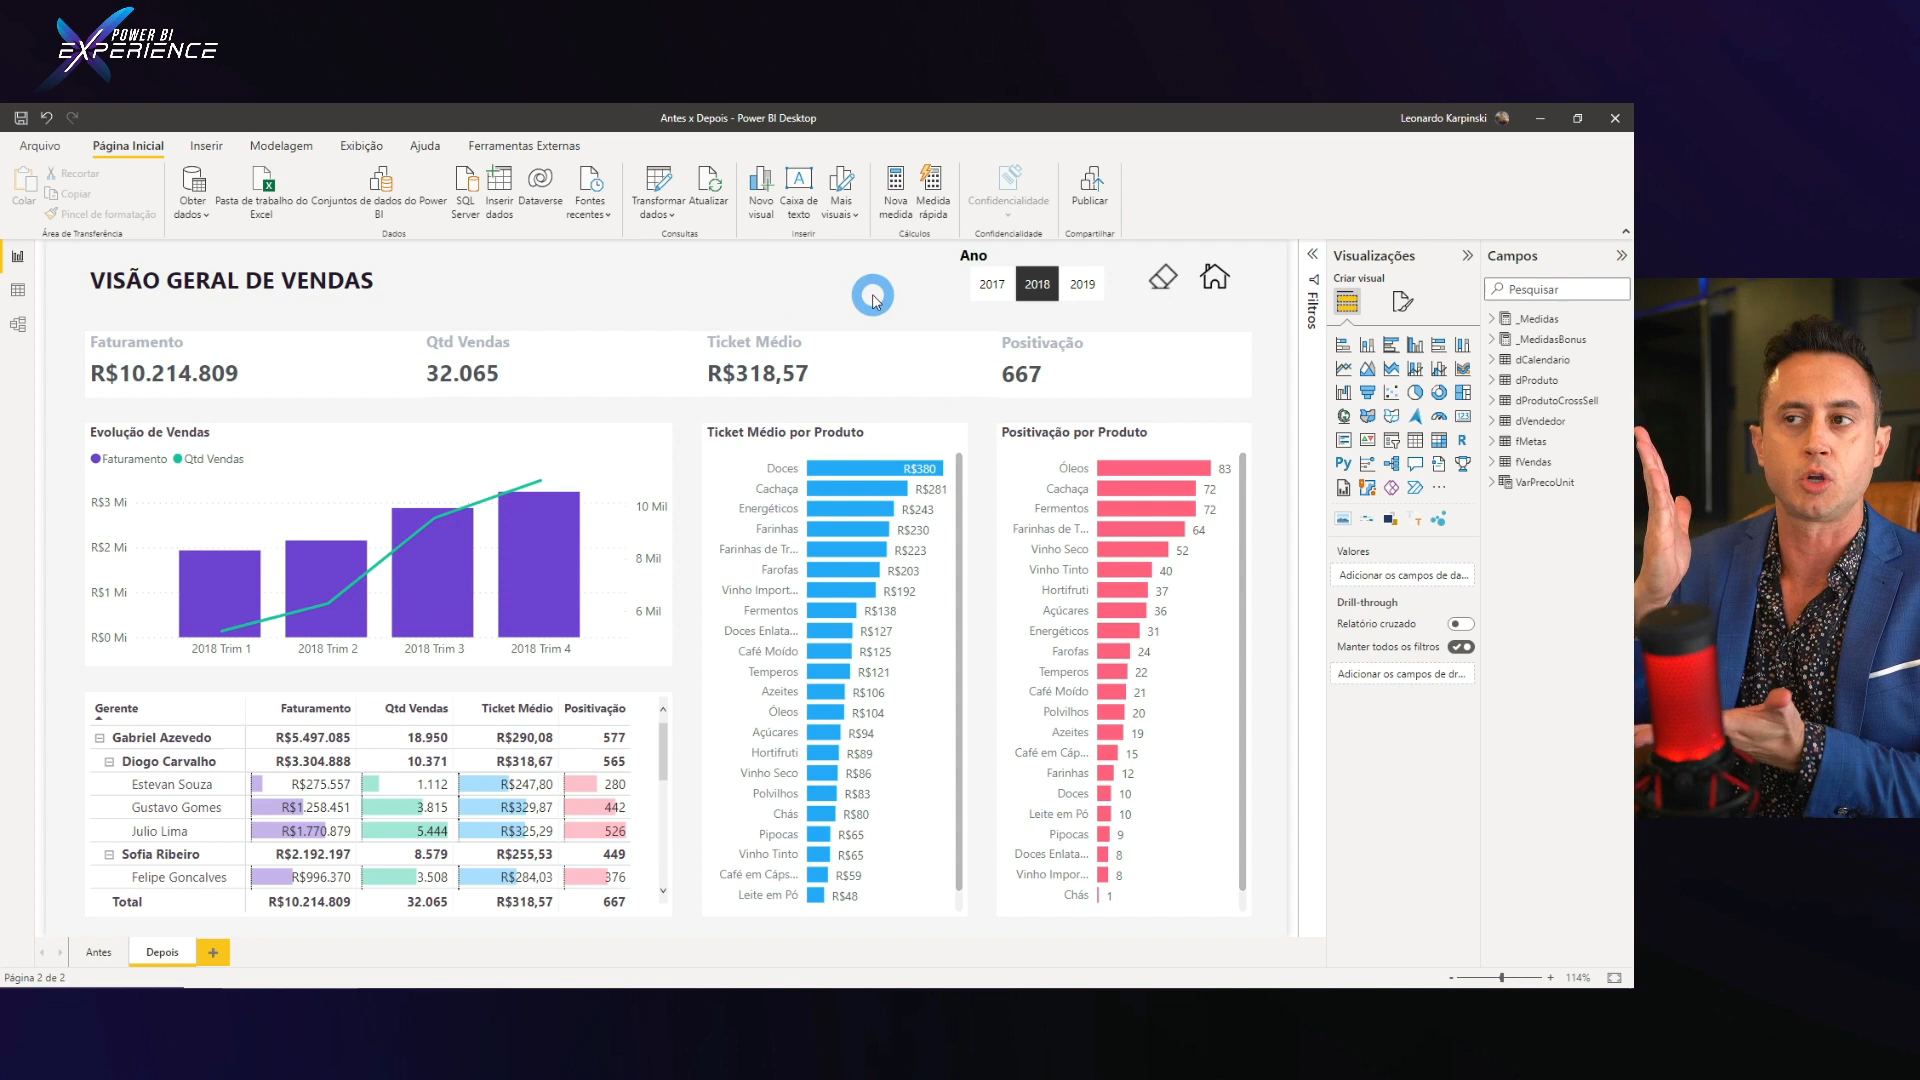 POWER BI
EXPERIENCE
Antes x Depois - Power BI Desktop
Leonardo Karpinski
Arquivo
Página Inicial
Inserir
Modelagem
Exibição
Ajuda
Ferramentas Externas
Colar
Recortar
Copiar
Pincel de formatação
Área de Transferência
Obter dados
Pasta de trabalho do Excel
Conjuntos de dados do Power BI
SQL Server
Inserir dados
Dataverse
Fontes recentes
Dados
Transformar dados
Atualizar
Consultas
Novo visual
Caixa de texto
Mais visuais
Inserir
Nova medida
Medida rápida
Cálculos
Confidencialidade
Confidencialidade
Publicar
Compartilhar
VISÃO GERAL DE VENDAS
Ano
2017 2018 2019
Faturamento
R$10.214.809
Qtd Vendas
32.065
Ticket Médio
R$318,57
Positivação
667
Evolução de Vendas
Faturamento Qtd Vendas
R$3 Mi
R$2 Mi
R$1 Mi
R$0 Mi
10 Mil
8 Mil
6 Mil
2018 Trim 1 2018 Trim 2 2018 Trim 3 2018 Trim 4
Gerente Faturamento Qtd Vendas Ticket Médio Positivação
Gabriel Azevedo R$5.497.085 18.950 R$290,08 577
Diogo Carvalho R$3.304.888 10.371 R$318,67 565
Estevan Souza R$275.557 1.112 R$247,80 280
Gustavo Gomes R$1.258.451 3.815 R$329,87 442
Julio Lima R$1.770.879 5.444 R$325,29 526
Sofia Ribeiro R$2.192.197 8.579 R$255,53 449
Felipe Goncalves R$996.370 3.508 R$284,03 376
Total R$10.214.809 32.065 R$318,57 667
Ticket Médio por Produto
Doces R$380
Cachaça R$281
Energéticos R$243
Farinhas R$230
Farinhas de Tr... R$223
Farofas R$203
Vinho Import... R$192
Fermentos R$138
Doces Enlata... R$127
Café Moído R$125
Temperos R$121
Azeites R$106
Óleos R$104
Açúcares R$94
Hortifruti R$89
Vinho Seco R$86
Polvilhos R$83
Chás R$80
Pipocas R$65
Vinho Tinto R$65
Café em Cáps... R$59
Leite em Pó R$48
Positivação por Produto
Óleos 83
Cachaça 72
Fermentos 72
Farinhas de T... 64
Vinho Seco 52
Vinho Tinto 40
Hortifruti 37
Açúcares 36
Energéticos 31
Farofas 24
Temperos 22
Café Moído 21
Polvilhos 20
Azeites 19
Café em Cáp... 15
Farinhas 12
Doces 10
Leite em Pó 10
Pipocas 9
Doces Enlata... 8
Vinho Impor... 8
Chás 1
Filtros
Visualizações
Criar visual
123
R
Py
Valores
Adicionar os campos de da...
Drill-through
Relatório cruzado
Manter todos os filtros
Adicionar os campos de dr...
Campos
Pesquisar
_Medidas
_MedidasBonus
dCalendario
dProduto
dProdutoCrossSell
dVendedor
fMetas
fVendas
VarPrecoUnit
Antes
Depois
Página 2 de 2
114%